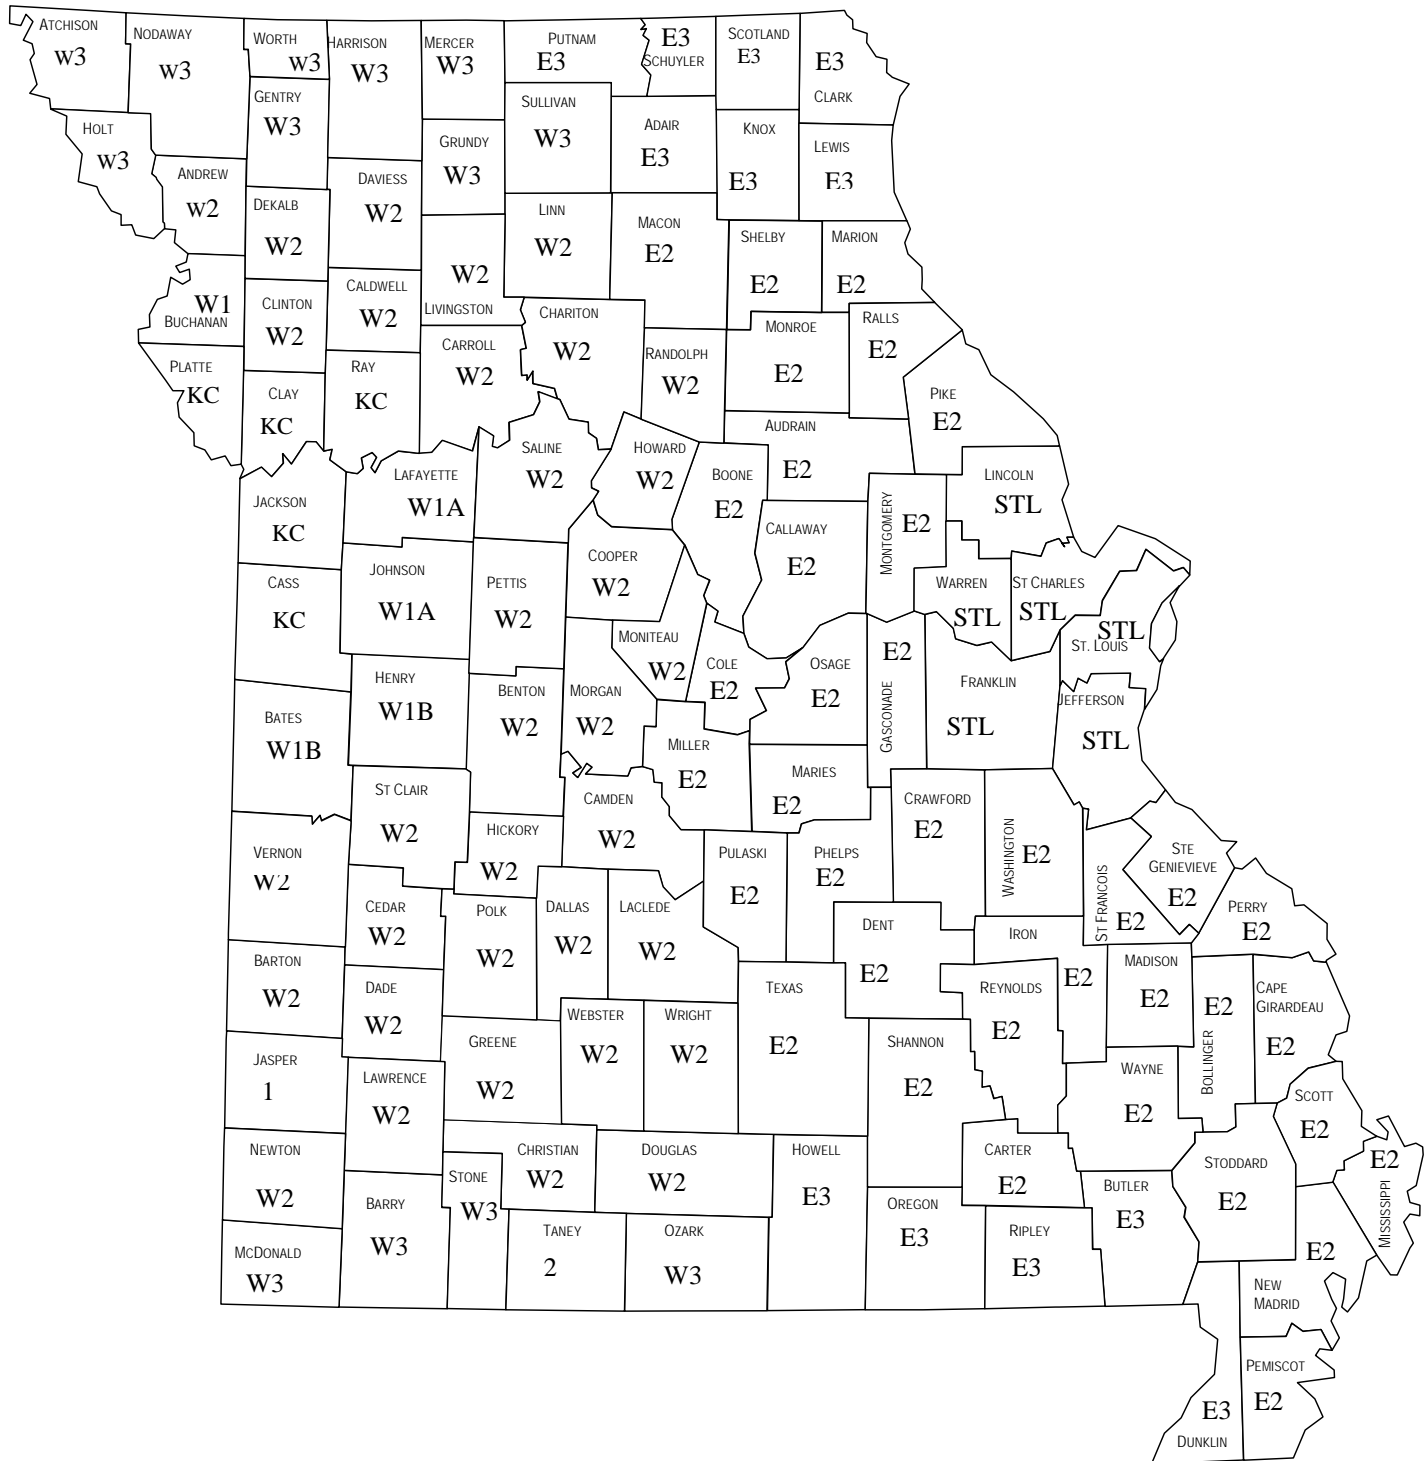 ATCHISON
w3
NODAWAY
w3
WORTH
w3
HARRISON
W3
MERCER
W3
PUTNAM
E3
E3
SCHUYLER
SCOTLAND
E3
E3
CLARK
GENTRY
W3
HOLT
w3
SULLIVAN
W3
ADAIR
E3
KNOX
E3
LEWIS
E3
GRUNDY
W3
ANDREW
w2
DEKALB
W2
DAVIESS
W2
LINN
W2
MACON
E2
SHELBY
E2
MARION
E2
W2
LIVINGSTON
W1
BUCHANAN
CLINTON
W2
CALDWELL
W2
CHARITON
W2
MONROE
E2
RALLS
E2
CARROLL
W2
RANDOLPH
W2
PLATTE
KC
CLAY
KC
RAY
KC
PIKE
E2
AUDRAIN
E2
SALINE
W2
HOWARD
W2
BOONE
E2
LAFAYETTE
W1A
JACKSON
KC
LINCOLN
STL
MONTGOMERY
E2
CALLAWAY
E2
COOPER
W2
JOHNSON
W1A
PETTIS
W2
CASS
KC
WARREN
STL
ST CHARLES
STL
STL
ST. LOUIS
MONITEAU
W2
COLE
E2
OSAGE
E2
E2
GASCONADE
FRANKLIN
STL
JEFFERSON
STL
HENRY
W1B
BENTON
W2
MORGAN
W2
BATES
W1B
MILLER
E2
MARIES
E2
ST CLAIR
W2
CAMDEN
W2
CRAWFORD
E2
WASHINGTON
E2
HICKORY
W2
VERNON
W2
PULASKI
E2
PHELPS
E2
ST FRANCOIS
E2
STE
GENIEVIEVE
E2
CEDAR
W2
POLK
W2
DALLAS
W2
LACLEDE
W2
DENT
E2
IRON
E2
PERRY
E2
BARTON
W2
DADE
W2
TEXAS
E2
REYNOLDS
E2
MADISON
E2
E2
BOLLINGER
CAPE
GIRARDEAU
E2
GREENE
W2
WEBSTER
W2
WRIGHT
W2
SHANNON
E2
JASPER
1
LAWRENCE
W2
WAYNE
E2
SCOTT
E2
NEWTON
W2
STONE
W3
CHRISTIAN
W2
DOUGLAS
W2
HOWELL
E3
CARTER
E2
STODDARD
E2
E2
MISSISSIPPI
BARRY
W3
OREGON
E3
BUTLER
E3
MCDONALD
W3
TANEY
2
OZARK
W3
RIPLEY
E3
E2
NEW
MADRID
PEMISCOT
E2
E3
DUNKLIN